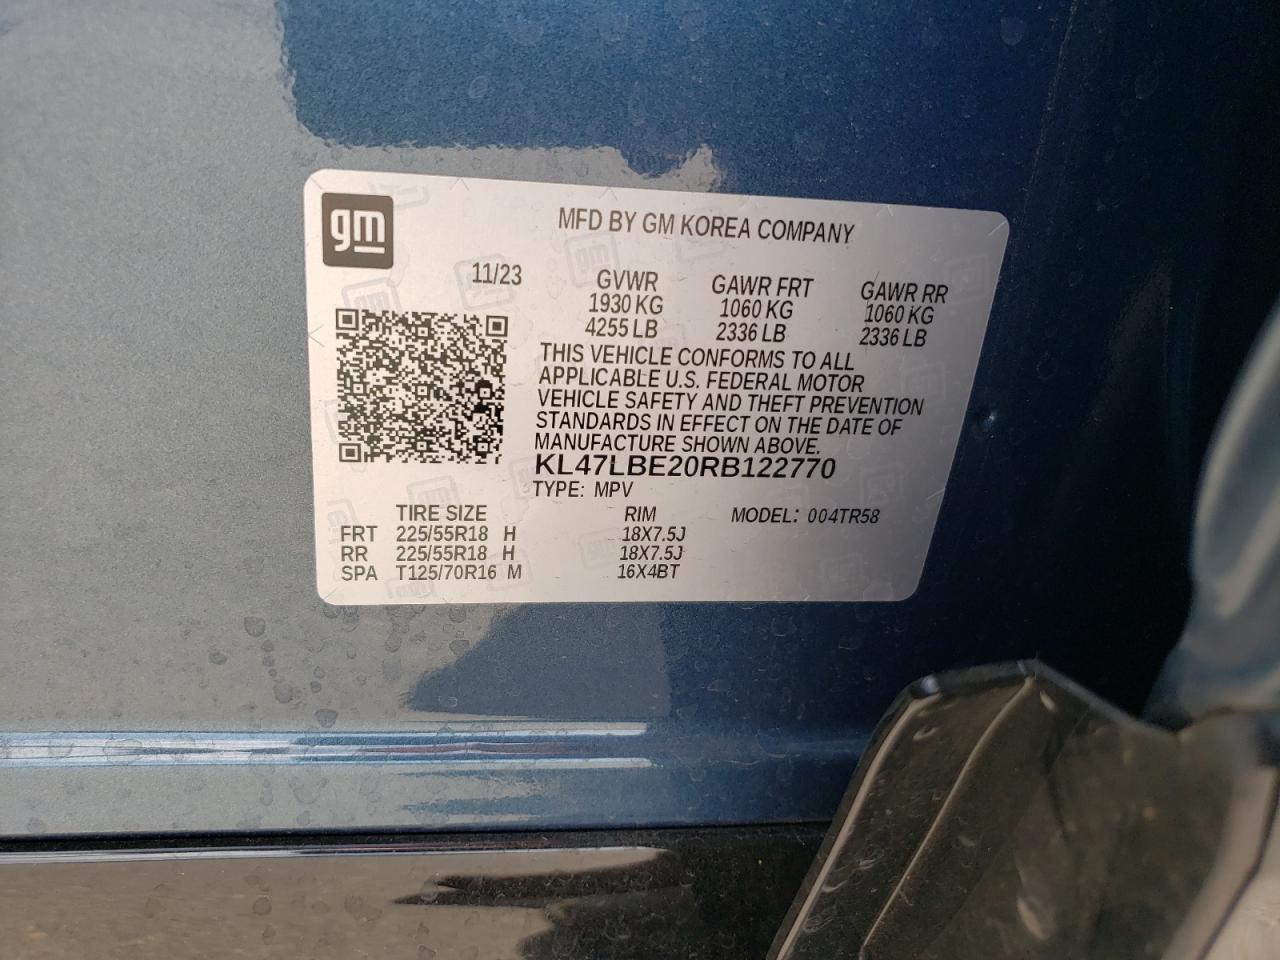 gm
MFD BY GM KOREA COMPANY
11/23 GVWR GAWR FRT GAWR RR
1930 KG 1060 KG 1060 KG
4255 LB 2336 LB 2336 LB
THIS VEHICLE CONFORMS TO ALL
APPLICABLE U.S. FEDERAL MOTOR
VEHICLE SAFETY AND THEFT PREVENTION
STANDARDS IN EFFECT ON THE DATE OF
MANUFACTURE SHOWN ABOVE.
KL47LBE20RB122770
TYPE: MPV
TIRE SIZE RIM MODEL: 004TR58
FRT 225/55R18 H 18X7.5J
RR 225/55R18 H 18X7.5J
SPA T125/70R16 M 16X4BT